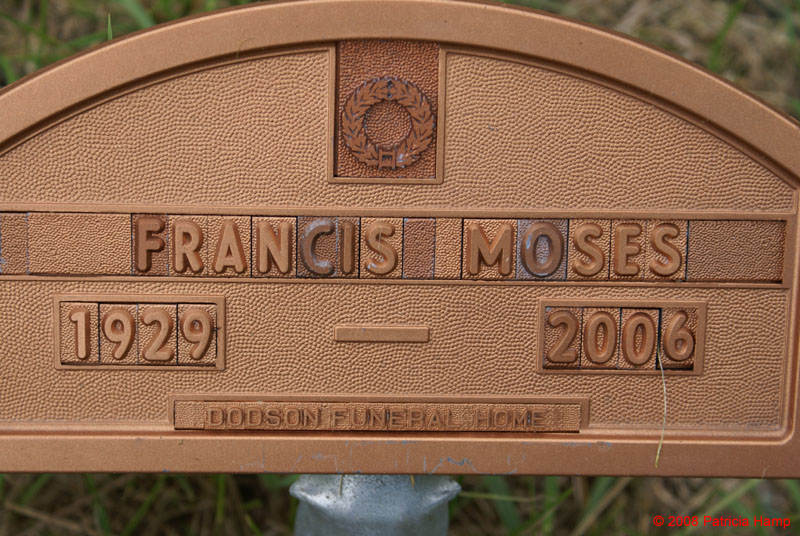 FRANCIS MOSES
1929 — 2006
DODSON FUNERAL HOME
© 2008 Patricia Hamp